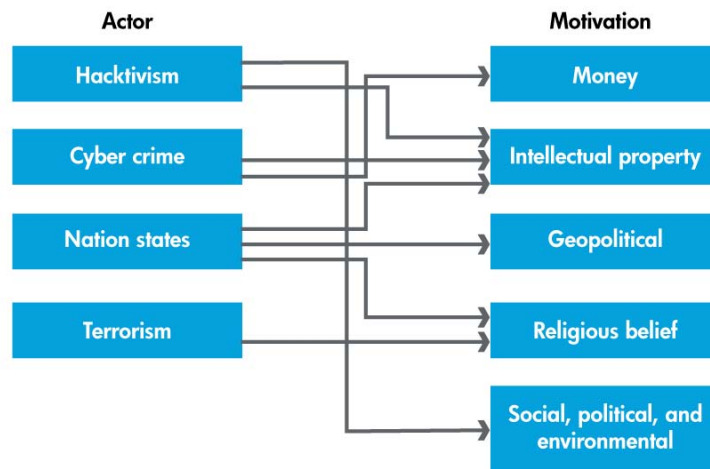 Actor
Motivation
Hacktivism
Money
Cyber crime
Intellectual property
Nation states
Geopolitical
Terrorism
Religious belief
Social, political, and
environmental